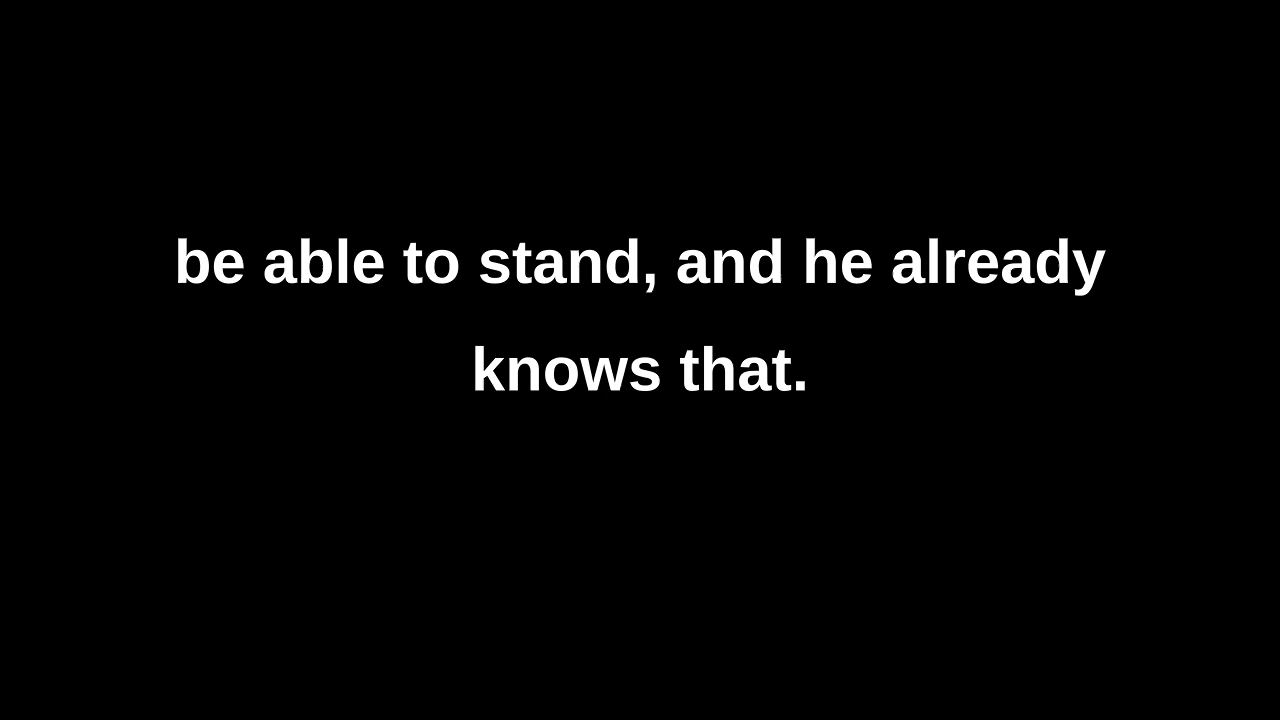 be able to stand, and he already
knows that.